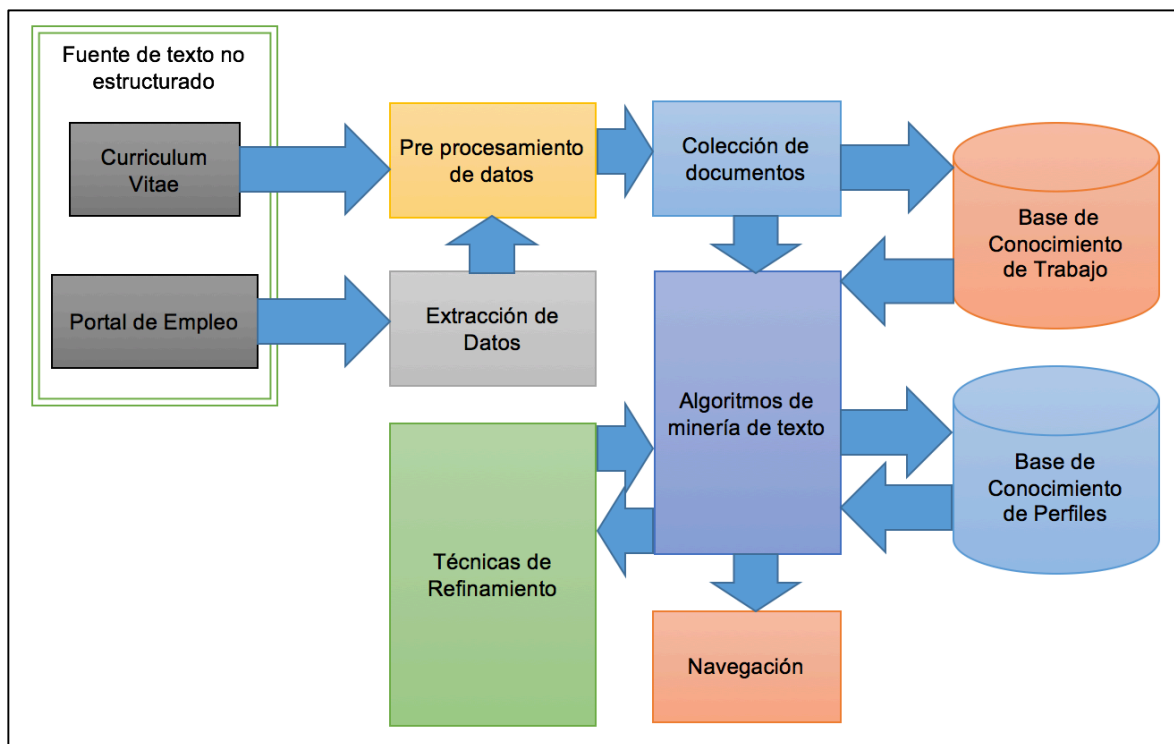 Fuente de texto no
estructurado
Curriculum
Vitae
Pre procesamiento
de datos
Colección de
documentos
Base de
Conocimiento
de Trabajo
Portal de Empleo
Extracción de
Datos
Algoritmos de
minería de texto
Base de
Conocimiento
de Perfiles
Técnicas de
Refinamiento
Navegación